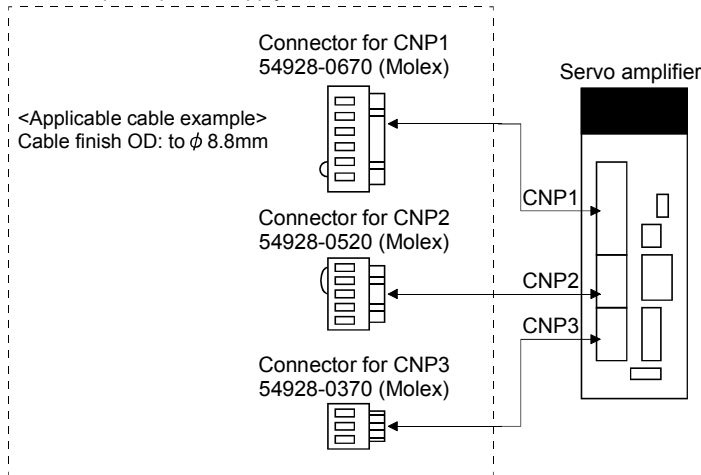 Connector for CNP1
54928-0670 (Molex)
Servo amplifier
<Applicable cable example>
Cable finish OD: to φ 8.8mm
CNP1
Connector for CNP2
54928-0520 (Molex)
CNP2
CNP3
Connector for CNP3
54928-0370 (Molex)